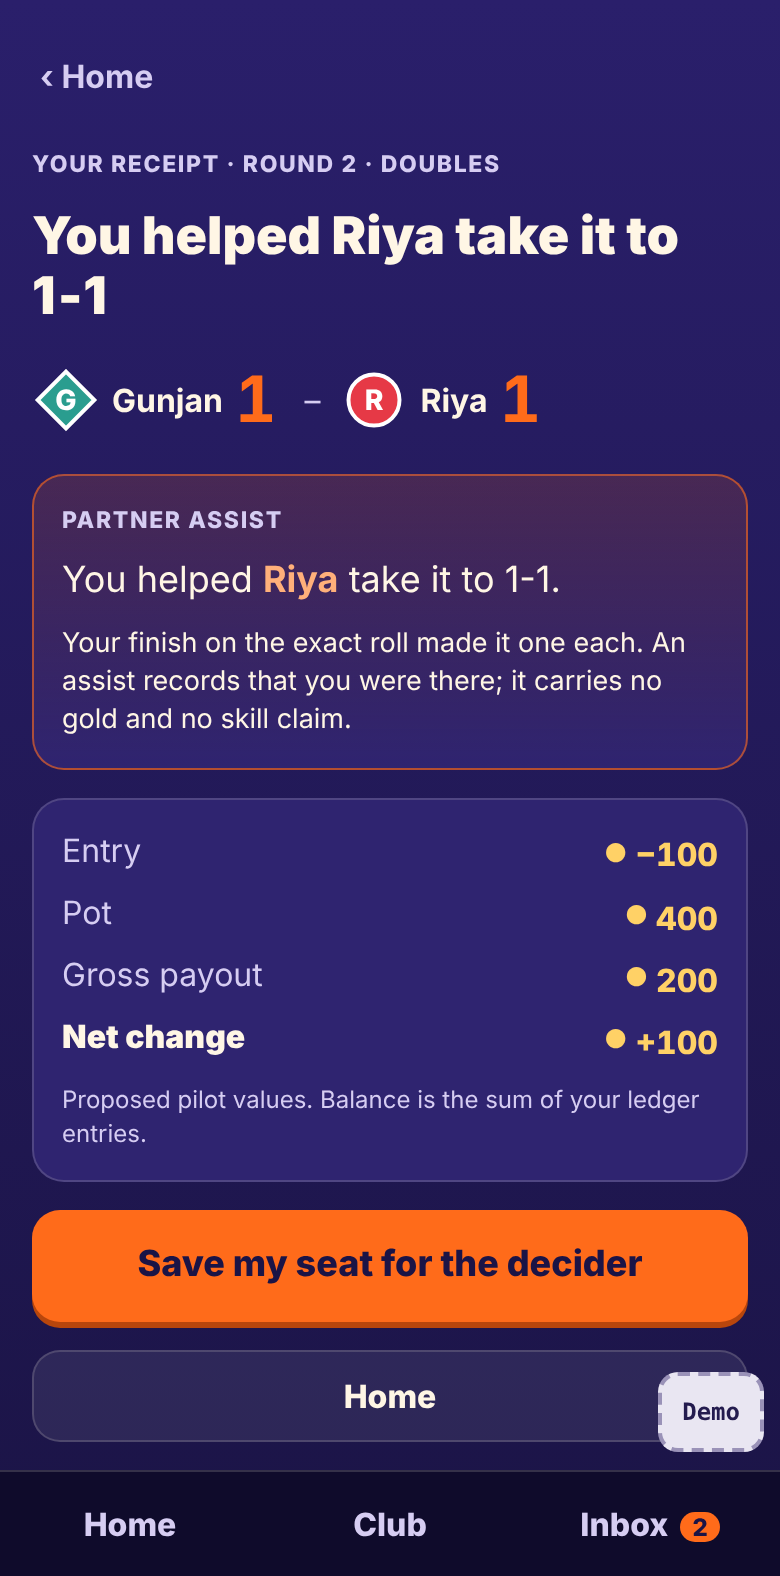 ‹ Home
YOUR RECEIPT · ROUND 2 · DOUBLES
You helped Riya take it to
1-1
G Gunjan 1 – R Riya 1
PARTNER ASSIST
You helped Riya take it to 1-1.
Your finish on the exact roll made it one each. An
assist records that you were there; it carries no
gold and no skill claim.
Entry −100
Pot 400
Gross payout 200
Net change +100
Proposed pilot values. Balance is the sum of your ledger
entries.
Save my seat for the decider
Home
Demo
Home Club Inbox 2